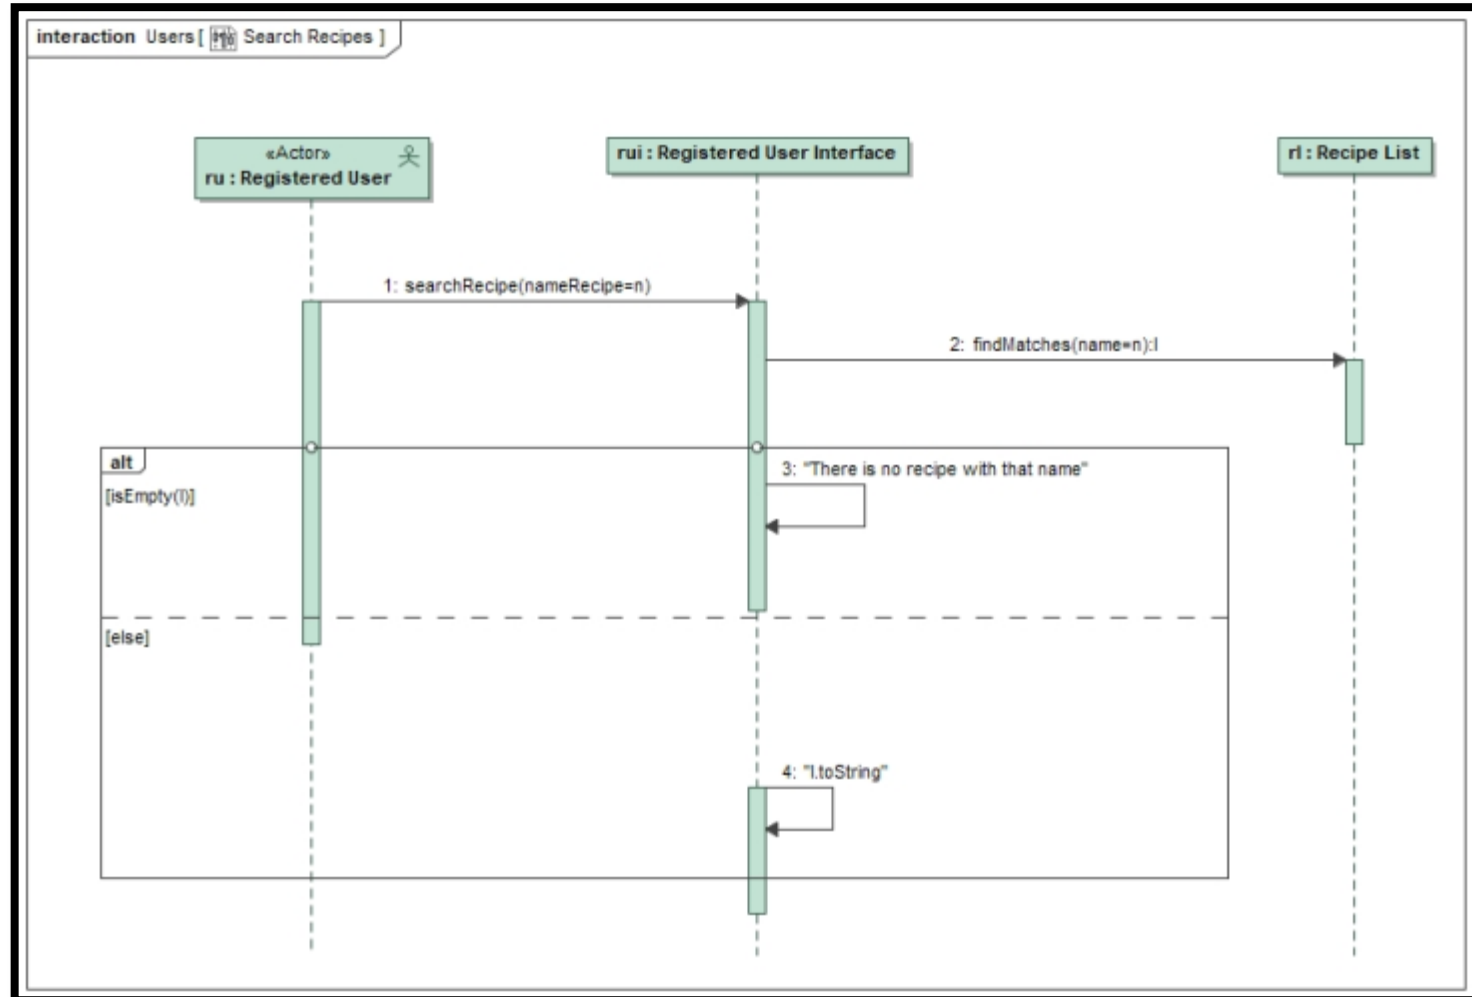 interaction Users [ Search Recipes ]
«Actor»
ru : Registered User
rui : Registered User Interface
rl : Recipe List
1: searchRecipe(nameRecipe=n)
2: findMatches(name=n):l
alt
3: "There is no recipe with that name"
[isEmpty(l)]
[else]
4: "l.toString"